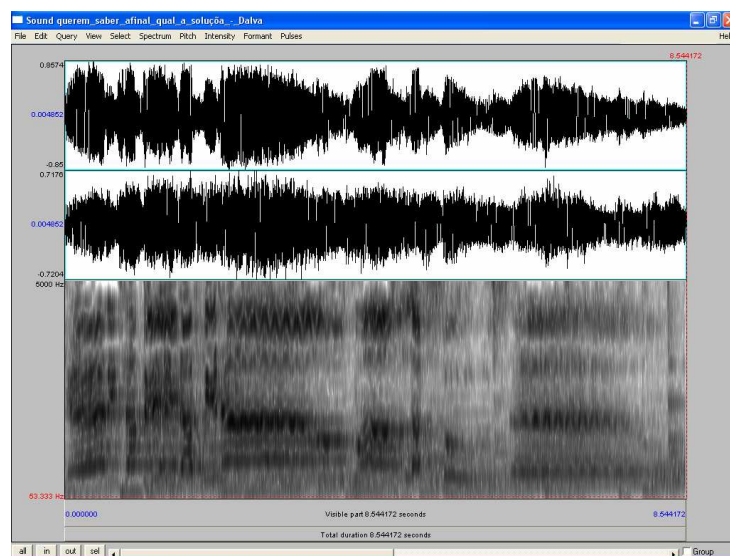 Sound querem_saber_afinal_qual_a_soluçõa_-_Dalva
File Edit Query View Select Spectrum Pitch Intensity Formant Pulses Hel
8.544172
0.8574
0.004852
-0.85
0.7176
0.004852
-0.7204
5000 Hz
53.333 Hz
0.000000 Visible part 8.544172 seconds 8.544172
Total duration 8.544172 seconds
all in out sel Group